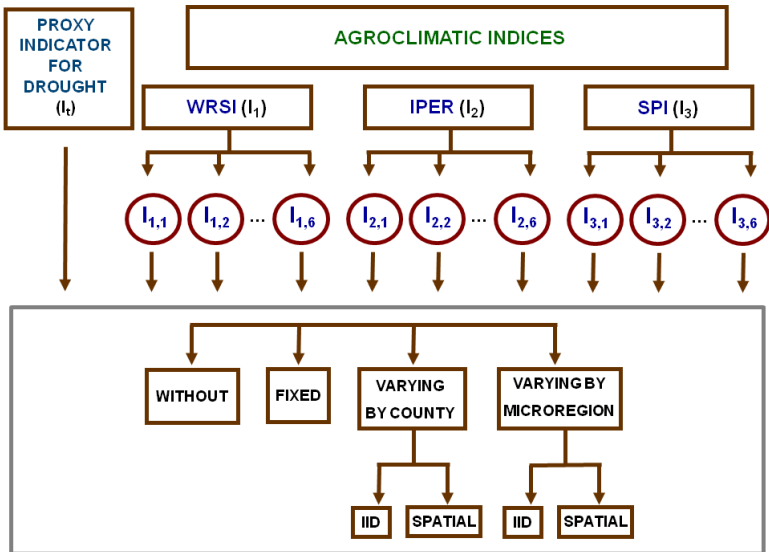 PROXY
INDICATOR
FOR
DROUGHT
(It)
AGROCLIMATIC INDICES
WRSI (I1)
IPER (I2)
SPI (I3)
I1,1
I1,2
...
I1,6
I2,1
I2,2
...
I2,6
I3,1
I3,2
...
I3,6
WITHOUT
FIXED
VARYING
BY COUNTY
VARYING BY
MICROREGION
IID
SPATIAL
IID
SPATIAL